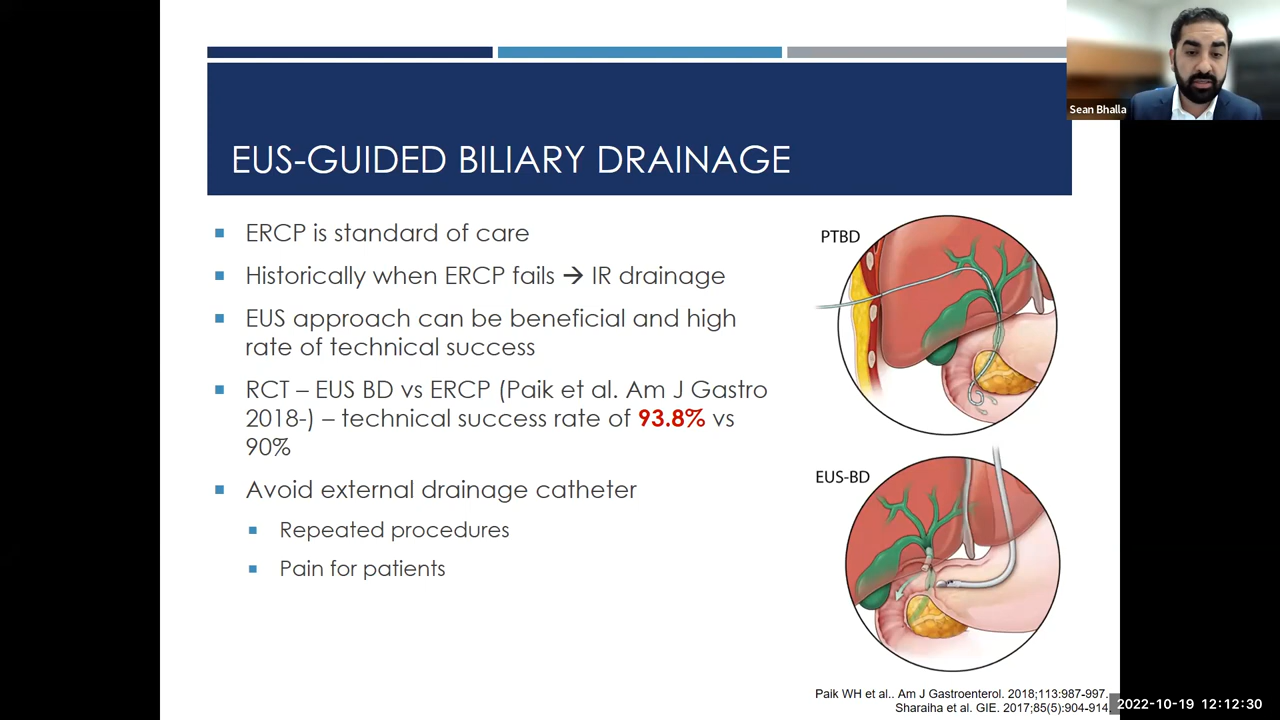 Sean Bhalla
EUS-GUIDED BILIARY DRAINAGE
ERCP is standard of care
Historically when ERCP fails → IR drainage
EUS approach can be beneficial and high
rate of technical success
RCT – EUS BD vs ERCP (Paik et al. Am J Gastro
2018-) – technical success rate of 93.8% vs
90%
Avoid external drainage catheter
Repeated procedures
Pain for patients
PTBD
EUS-BD
Paik WH et al.. Am J Gastroenterol. 2018;113:987-997.
Sharaiha et al. GIE. 2017;85(5):904-914.
2022-10-19 12:12:30